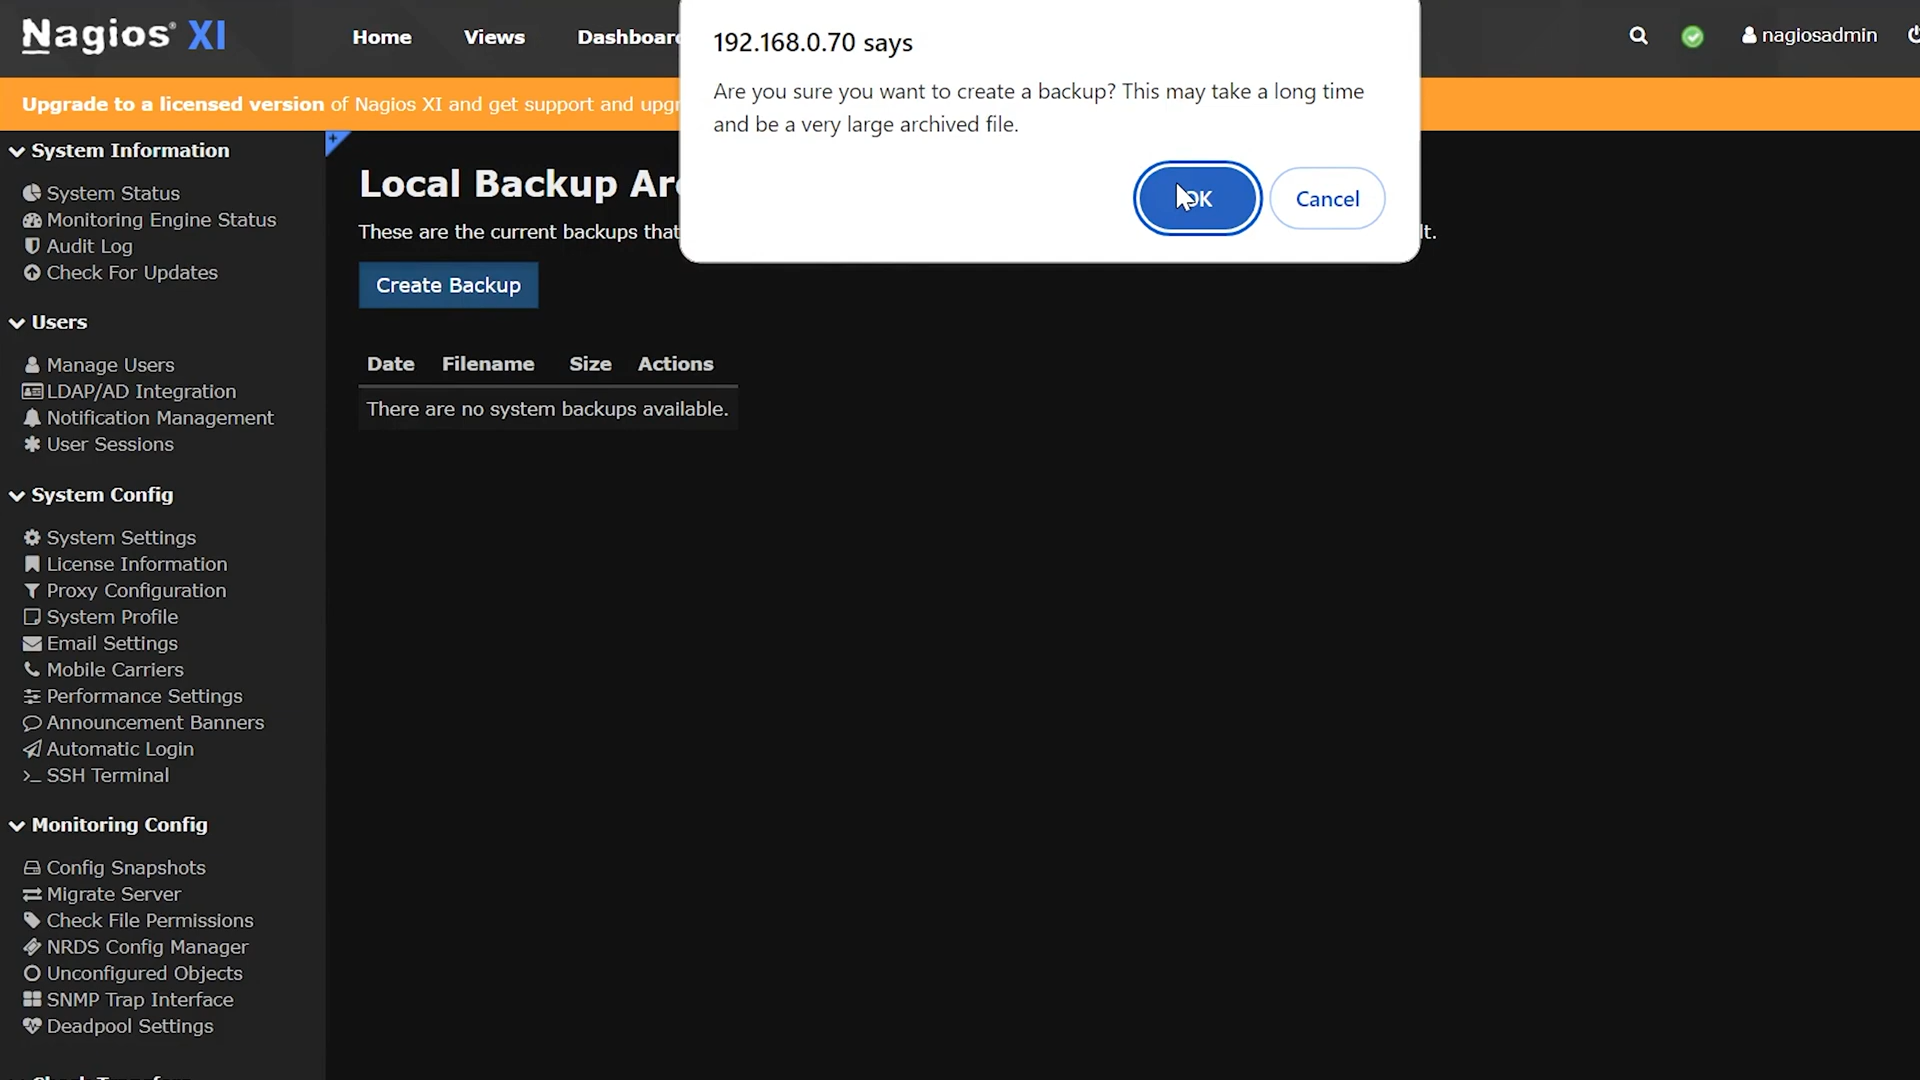 Nagios® XI
Home Views Dashboar
nagiosadmin
192.168.0.70 says
Are you sure you want to create a backup? This may take a long time
and be a very large archived file.
OK Cancel
Upgrade to a licensed version of Nagios XI and get support and upgr
System Information
System Status
Monitoring Engine Status
Audit Log
Check For Updates
Users
Manage Users
LDAP/AD Integration
Notification Management
User Sessions
System Config
System Settings
License Information
Proxy Configuration
System Profile
Email Settings
Mobile Carriers
Performance Settings
Announcement Banners
Automatic Login
SSH Terminal
Monitoring Config
Config Snapshots
Migrate Server
Check File Permissions
NRDS Config Manager
Unconfigured Objects
SNMP Trap Interface
Deadpool Settings
Local Backup Ar
These are the current backups that lt.
Create Backup
Date Filename Size Actions
There are no system backups available.